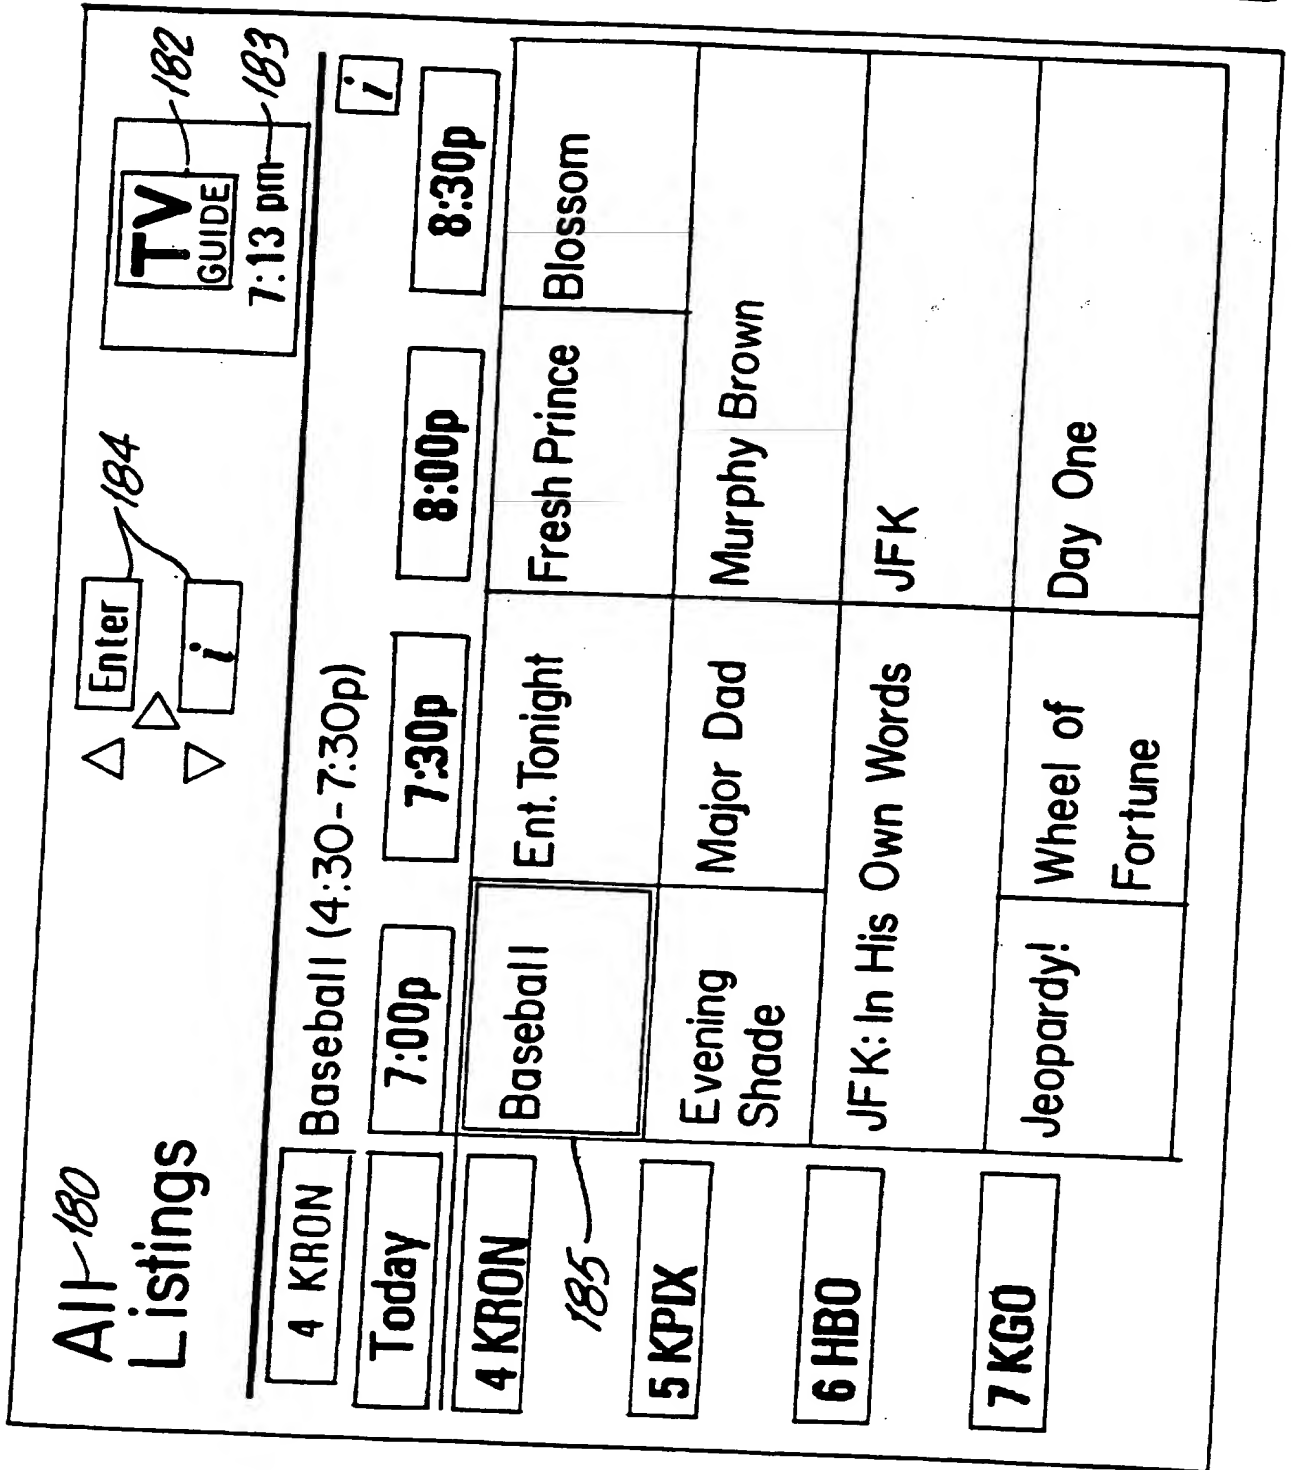 All 180
Listings
Enter 184
i
TV 182
GUIDE
7:13 pm 183
4 KRON Baseball (4:30-7:30p) i
Today 7:00p 7:30p 8:00p 8:30p
4 KRON Baseball Ent. Tonight Fresh Prince Blossom
185
5 KPIX Evening Shade Major Dad Murphy Brown
6 HBO JFK: In His Own Words JFK
7 KGO Jeopardy! Wheel of Day One
Fortune